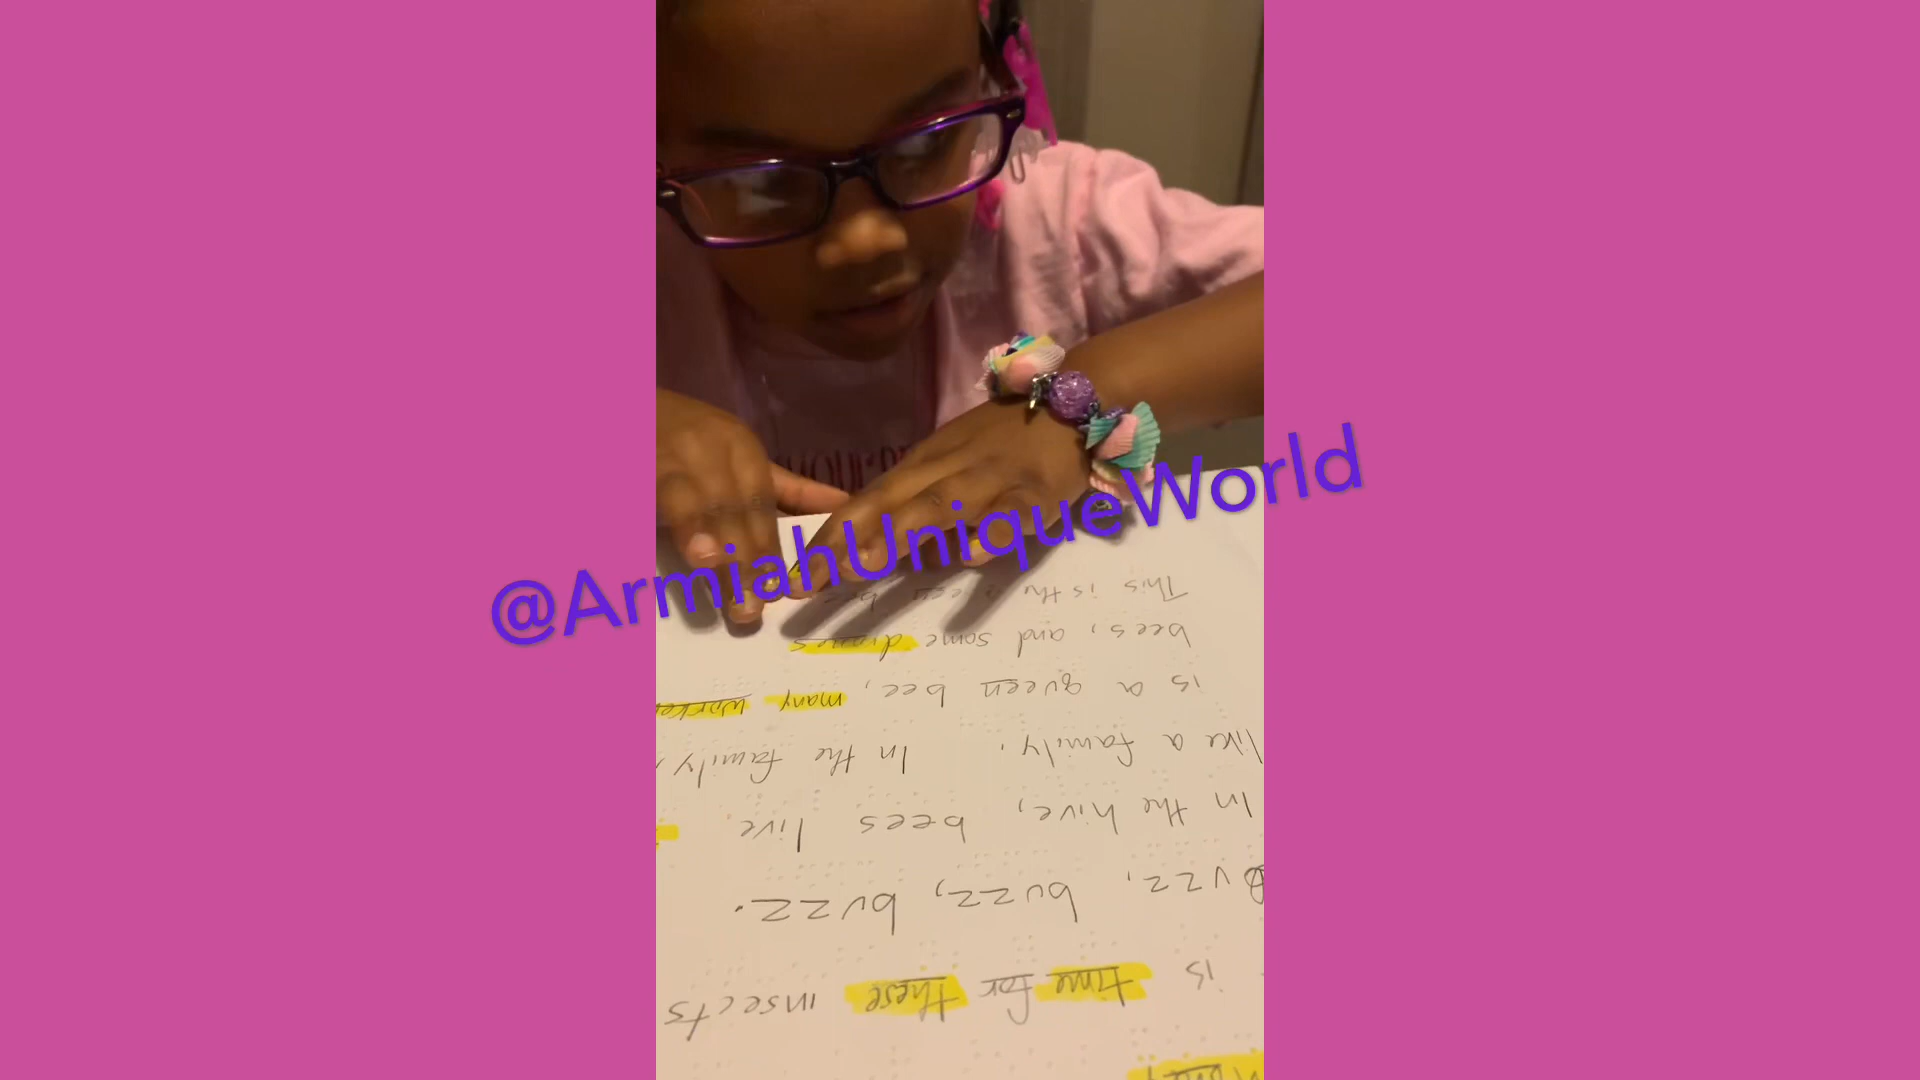 @ArmiahUniqueWorld
is time for these insects
Buzz, buzz, buzz.
In the hive, bees live
like a family. In the family,
is a queen bee, many
bees, and some drones
This is the